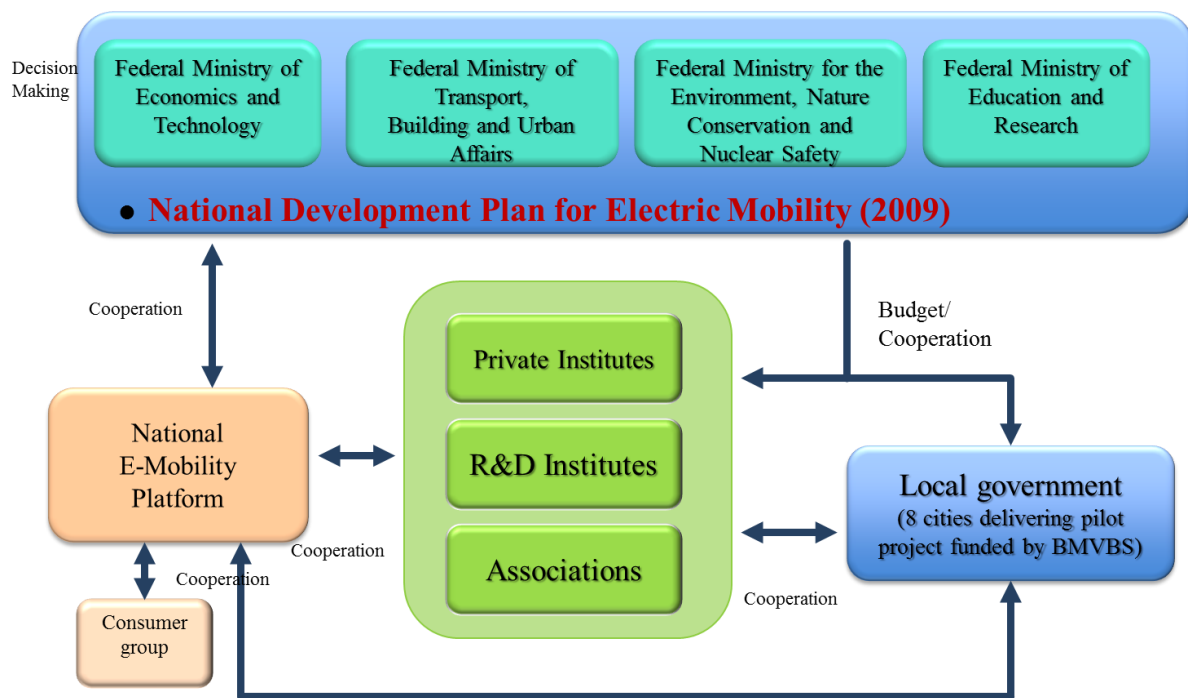 Decision
Making
Federal Ministry of
Economics and
Technology
Federal Ministry of
Transport,
Building and Urban
Affairs
Federal Ministry for the
Environment, Nature
Conservation and
Nuclear Safety
Federal Ministry of
Education and
Research
• National Development Plan for Electric Mobility (2009)
Cooperation
Budget/
Cooperation
Private Institutes
R&D Institutes
Associations
National
E-Mobility
Platform
Local government
(8 cities delivering pilot
project funded by BMVBS)
Cooperation
Cooperation
Cooperation
Consumer
group